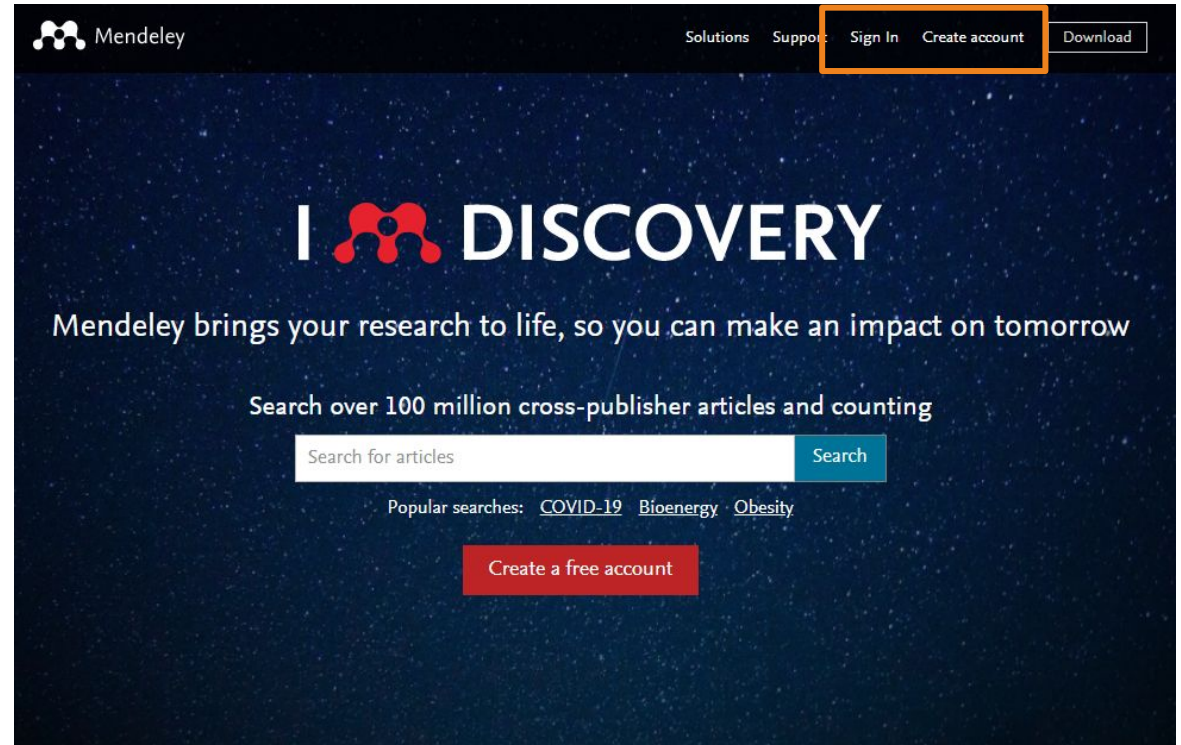 Mendeley
Solutions Support Sign In Create account Download
I DISCOVERY
Mendeley brings your research to life, so you can make an impact on tomorrow
Search over 100 million cross-publisher articles and counting
Search for articles Search
Popular searches: COVID-19 Bioenergy Obesity
Create a free account